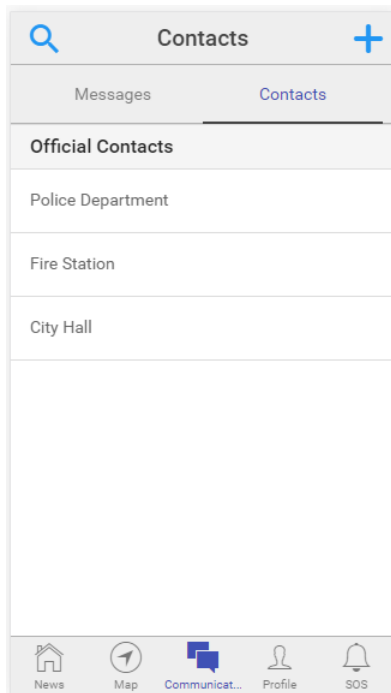 Contacts
Messages Contacts
Official Contacts
Police Department
Fire Station
City Hall
News Map Communicat... Profile SOS